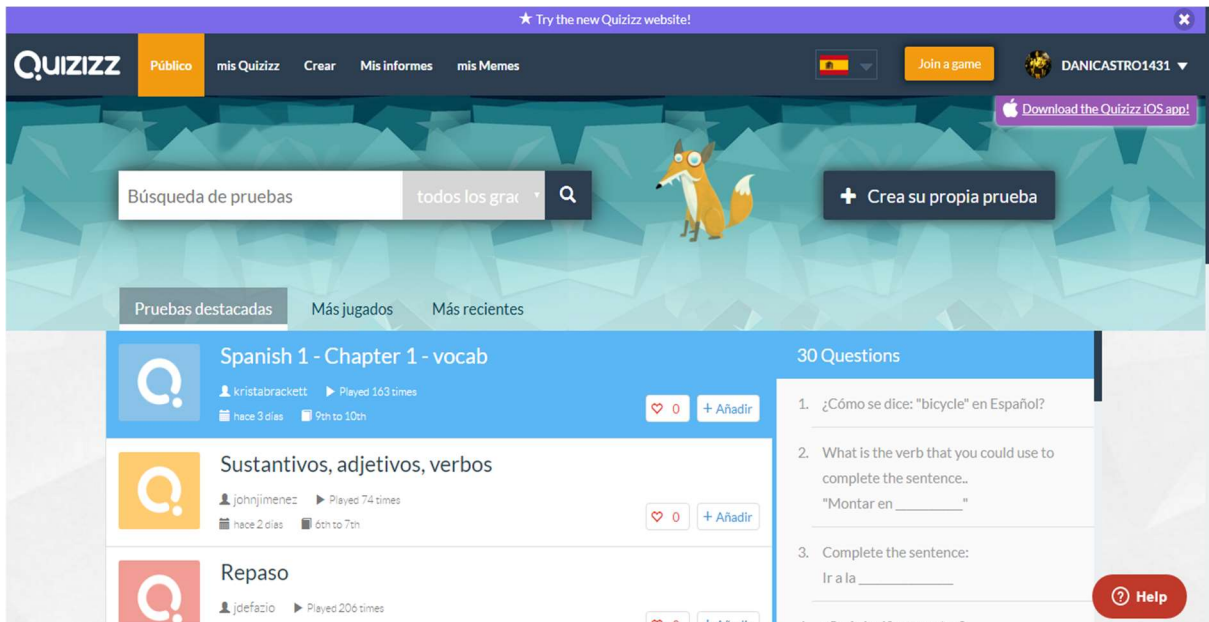 ★ Try the new Quizizz website!
QUIZIZZ
Público
mis Quizizz
Crear
Mis informes
mis Memes
Join a game
DANICASTRO1431
Download the Quizizz iOS app!
Búsqueda de pruebas
todos los grac
+ Crea su propia prueba
Pruebas destacadas
Más jugados
Más recientes
Spanish 1 - Chapter 1 - vocab
kristabrackett
Played 163 times
hace 3 días
9th to 10th
0
+ Añadir
Sustantivos, adjetivos, verbos
johnjimenez
Played 74 times
hace 2 días
6th to 7th
0
+ Añadir
Repaso
jdefazio
Played 206 times
30 Questions
1. ¿Cómo se dice: "bicycle" en Español?
2. What is the verb that you could use to
complete the sentence..
"Montar en __________"
3. Complete the sentence:
Ir a la ______________
Help